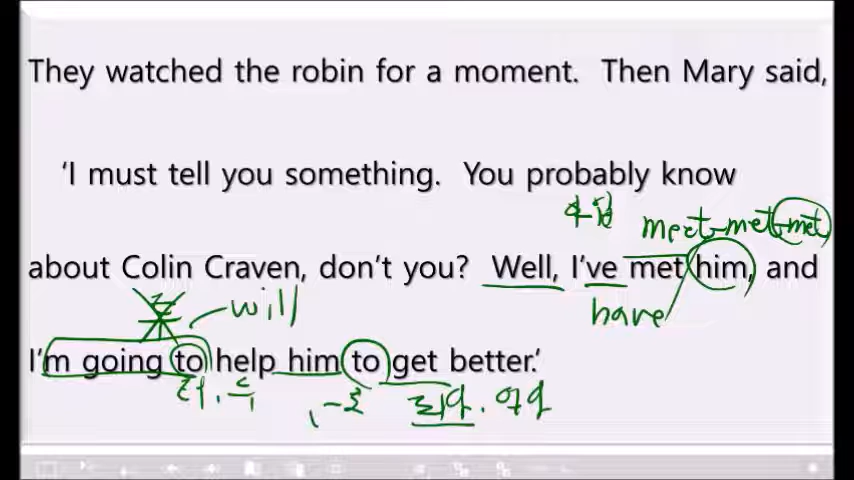 They watched the robin for a moment. Then Mary said,
'I must tell you something. You probably know
meet-met-met
about Colin Craven, don't you? Well, I've met him, and
will have
I'm going to help him to get better.'